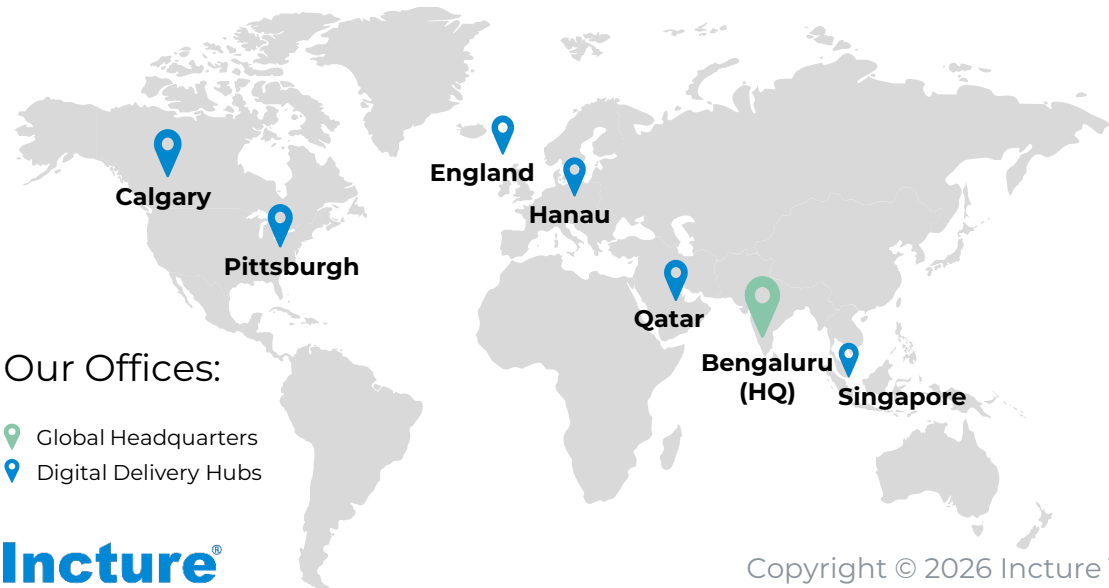 Calgary
England
Hanau
Pittsburgh
Qatar
Bengaluru
(HQ)
Singapore
Our Offices:
Global Headquarters
Digital Delivery Hubs
Incture®
Copyright © 2026 Incture